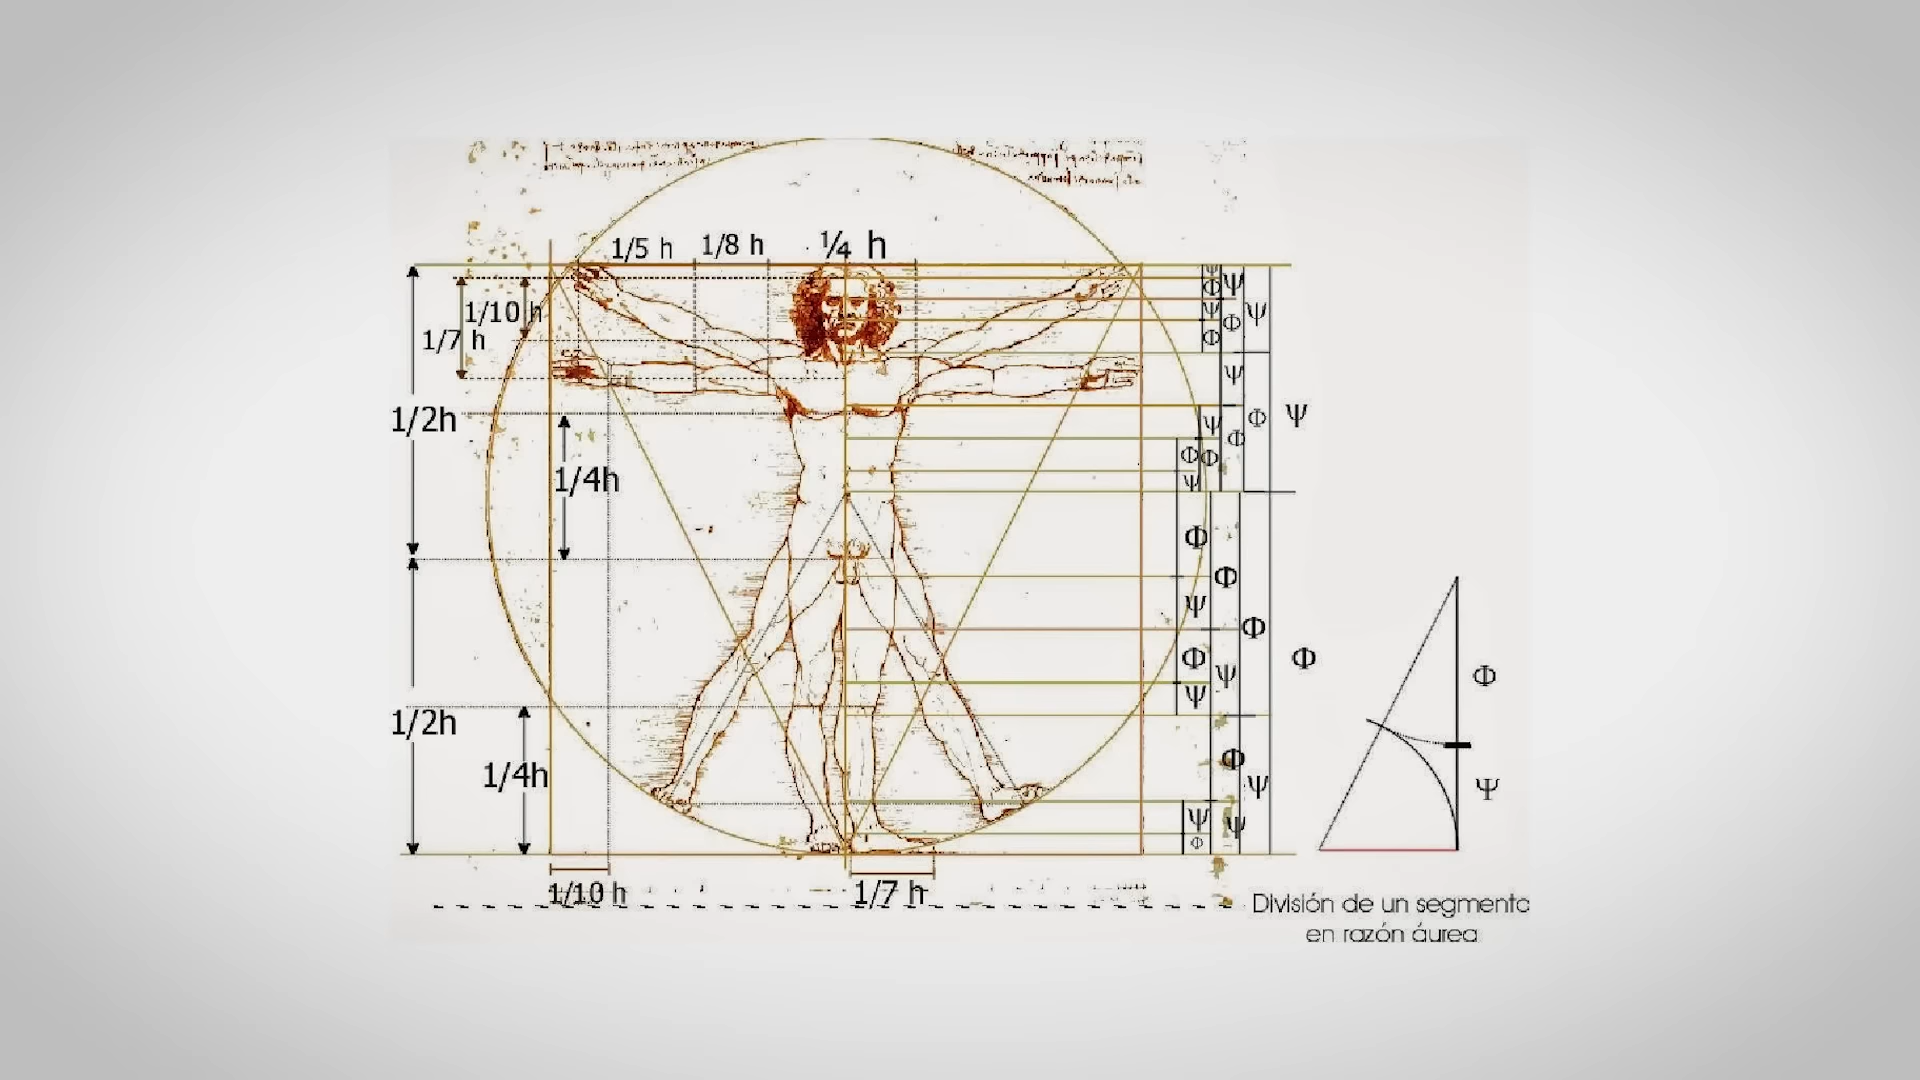 1/5 h
1/8 h
¼ h
1/10 h
1/7 h
1/2h
1/4h
1/2h
1/4h
1/10 h
1/7 h
Ψ
Φ
Ψ
Φ
Ψ
Φ
Ψ
Ψ
Φ
Ψ
Ψ
Φ
Φ
Φ
Ψ
Φ
Ψ
Φ
Φ
Ψ
Φ
Φ
Ψ
Ψ
Φ
Ψ
Ψ
Φ
Ψ
Φ
Ψ
División de un segmento
en razón áurea